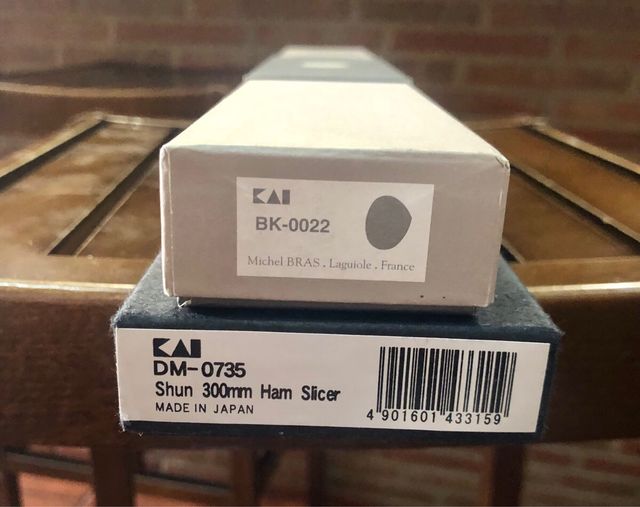 KAI
BK-0022
Michel BRAS . Laguiole . France
KAI
DM-0735
Shun 300mm Ham Slicer
MADE IN JAPAN
4 901601 433159